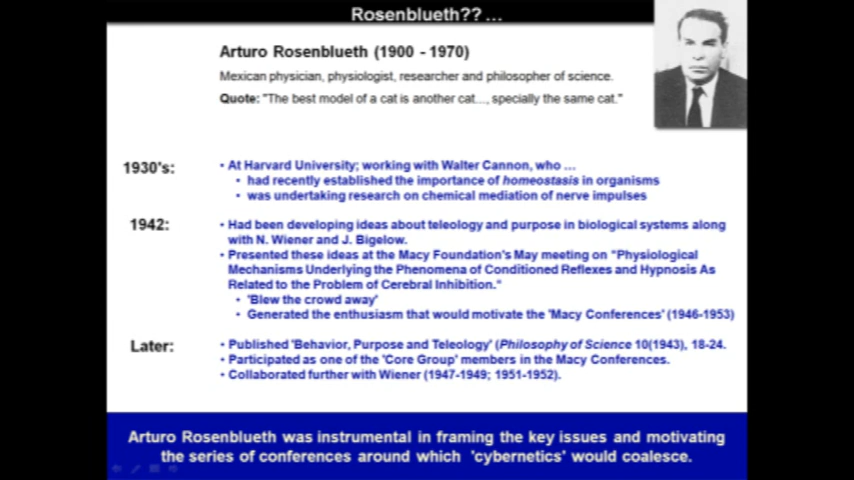 Rosenblueth?? ...
Arturo Rosenblueth (1900 - 1970)
Mexican physician, physiologist, researcher and philosopher of science.
Quote: "The best model of a cat is another cat..., specially the same cat."
1930's:
• At Harvard University; working with Walter Cannon, who ...
• had recently established the importance of homeostasis in organisms
• was undertaking research on chemical mediation of nerve impulses
1942:
• Had been developing ideas about teleology and purpose in biological systems along
with N. Wiener and J. Bigelow.
• Presented these ideas at the Macy Foundation's May meeting on "Physiological
Mechanisms Underlying the Phenomena of Conditioned Reflexes and Hypnosis As
Related to the Problem of Cerebral Inhibition."
• 'Blew the crowd away'
• Generated the enthusiasm that would motivate the 'Macy Conferences' (1946-1953)
Later:
• Published 'Behavior, Purpose and Teleology' (Philosophy of Science 10(1943), 18-24.
• Participated as one of the 'Core Group' members in the Macy Conferences.
• Collaborated further with Wiener (1947-1949; 1951-1952).
Arturo Rosenblueth was instrumental in framing the key issues and motivating
the series of conferences around which 'cybernetics' would coalesce.